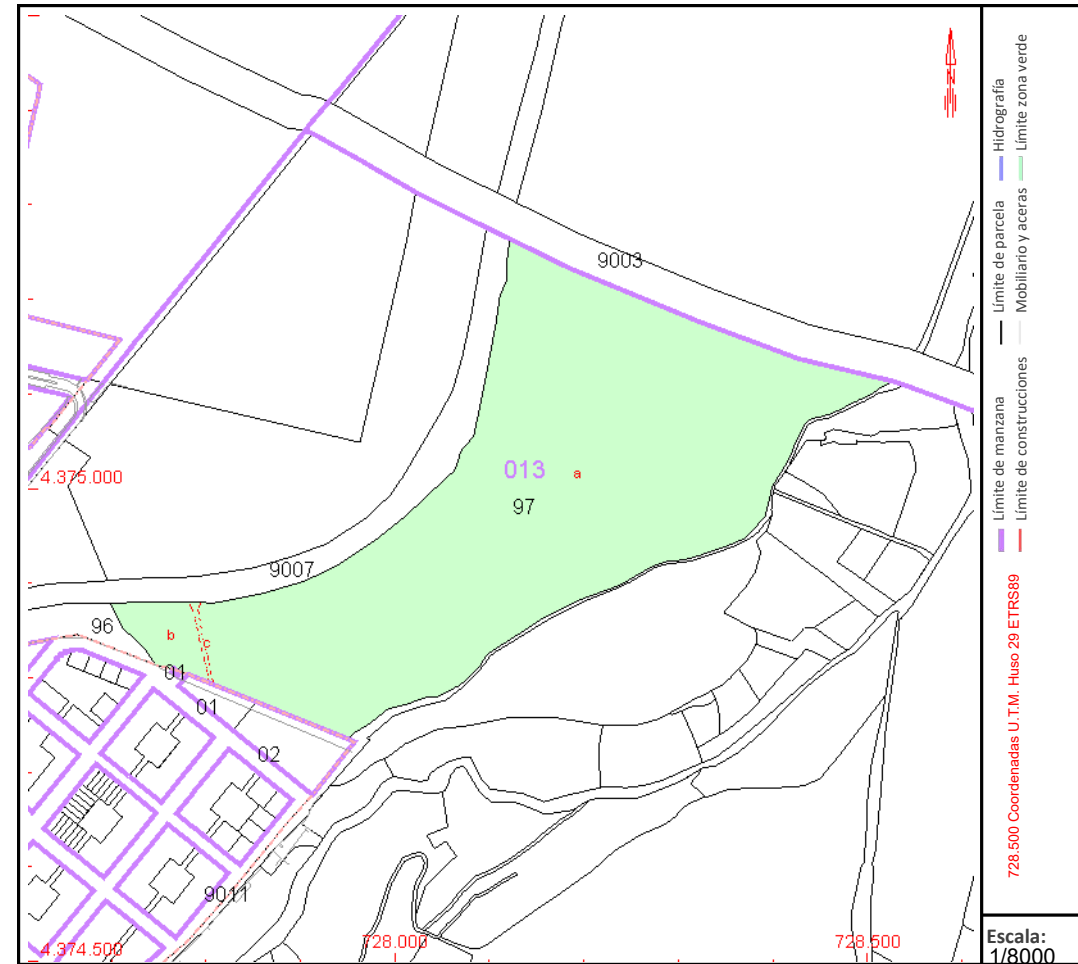 N
9003
4.375.000
013 a
97
9007
96
b
c
01
01
02
9011
4.374.500
728.000
728.500
Hidrografía
Límite zona verde
Límite de parcela
Mobiliario y aceras
Límite de manzana
Límite de construcciones
728.500 Coordenadas U.T.M. Huso 29 ETRS89
Escala:
1/8000